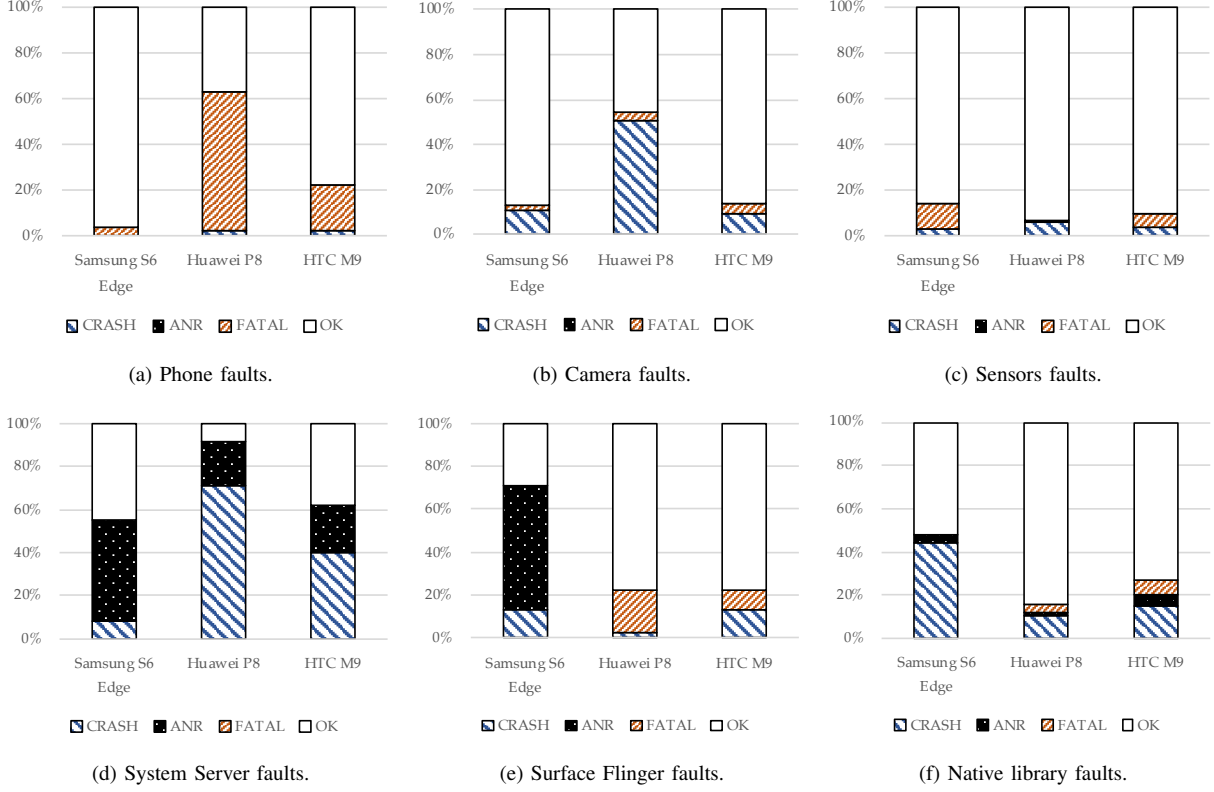 100%
80%
60%
40%
20%
0%
Samsung S6 Edge
Huawei P8
HTC M9
CRASH ANR FATAL OK
(a) Phone faults.
100%
80%
60%
40%
20%
0%
Samsung S6 Edge
Huawei P8
HTC M9
CRASH ANR FATAL OK
(b) Camera faults.
100%
80%
60%
40%
20%
0%
Samsung S6 Edge
Huawei P8
HTC M9
CRASH ANR FATAL OK
(c) Sensors faults.
100%
80%
60%
40%
20%
0%
Samsung S6 Edge
Huawei P8
HTC M9
CRASH ANR FATAL OK
(d) System Server faults.
100%
80%
60%
40%
20%
0%
Samsung S6 Edge
Huawei P8
HTC M9
CRASH ANR FATAL OK
(e) Surface Flinger faults.
100%
80%
60%
40%
20%
0%
Samsung S6 Edge
Huawei P8
HTC M9
CRASH ANR FATAL OK
(f) Native library faults.